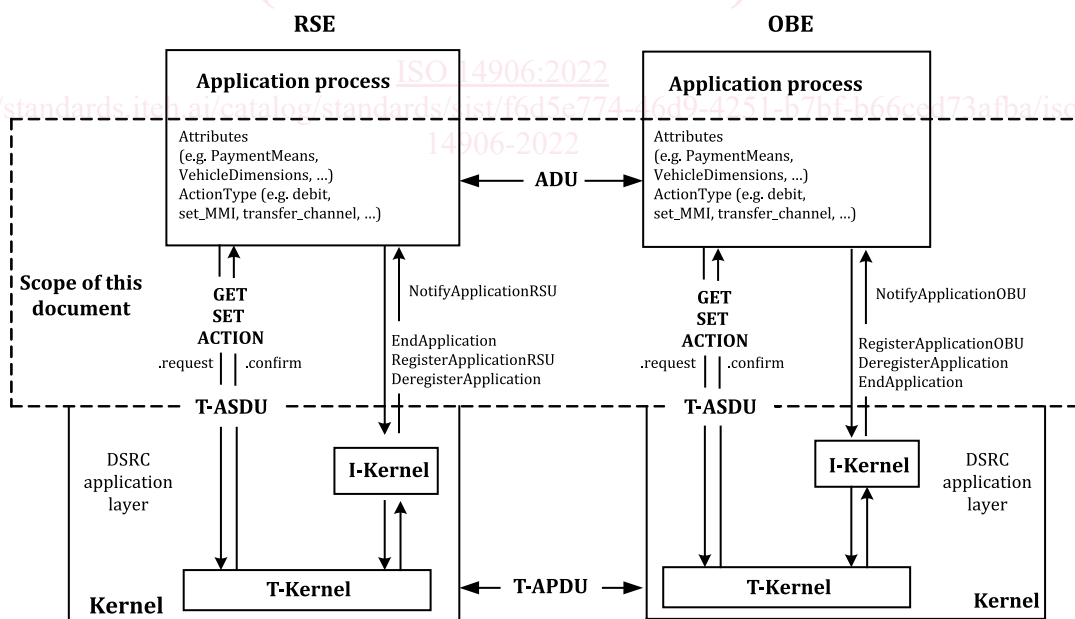 RSE
OBE
ISO 14906:2022
/standards.iteh.ai/catalog/standards/sist/f6d5e774-46d9-4251-b7bf-b66ced73afba/iso
14906-2022
Application process
Attributes
(e.g. PaymentMeans,
VehicleDimensions, ...)
ActionType (e.g. debit,
set_MMI, transfer_channel, ...)
ADU
Application process
Attributes
(e.g. PaymentMeans,
VehicleDimensions, ...)
ActionType (e.g. debit,
set_MMI, transfer_channel, ...)
Scope of this
document
GET
SET
ACTION
.request
.confirm
T-ASDU
NotifyApplicationRSU
EndApplication
RegisterApplicationRSU
DeregisterApplication
GET
SET
ACTION
.request
.confirm
T-ASDU
NotifyApplicationOBU
RegisterApplicationOBU
DeregisterApplication
EndApplication
DSRC
application
layer
I-Kernel
T-Kernel
Kernel
T-APDU
I-Kernel
DSRC
application
layer
T-Kernel
Kernel